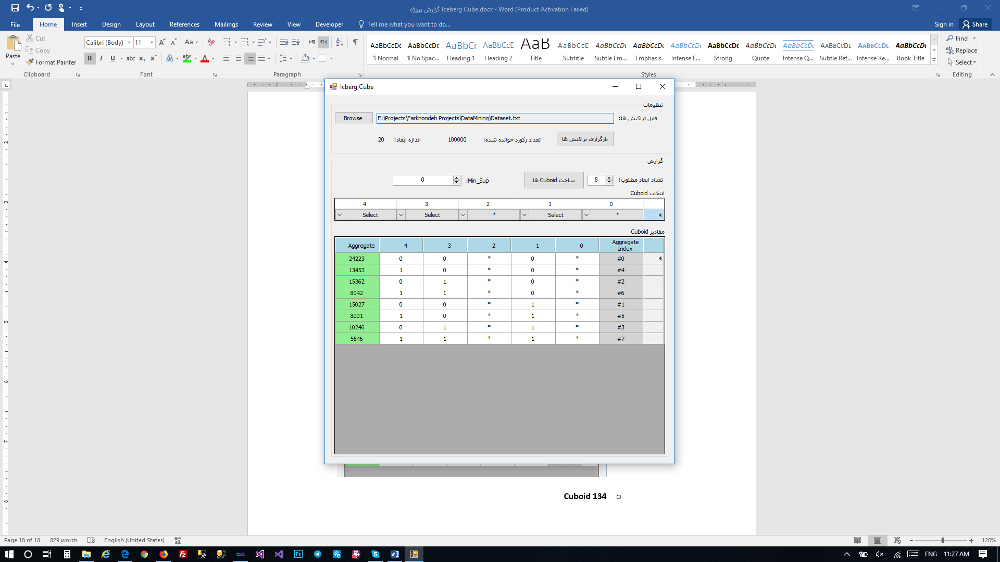 گزارش پروژه Iceberg Cube.docx - Word (Product Activation Failed)
File Home Insert Design Layout References Mailings Review View Developer Tell me what you want to do... Sign in Share
Paste
Cut
Copy
Format Painter
Clipboard
Calibri (Body) 11
Font
Paragraph
AaBbCcDc AaBbCcDc AaBbC( AaBbCcE AaB AaBbCcD AaBbCcDc AaBbCcDc AaBbCcDc AaBbCcDc AaBbCcDc AaBbCcDc AaBbCcDc AaBbCcDc AaBbCcDc
¶ Normal ¶ No Spac... Heading 1 Heading 2 Title Subtitle Subtle Em... Emphasis Intense E... Strong Quote Intense Q... Subtle Ref... Intense Re... Book Title
Styles
Find
Replace
Select
Editing
Icberg Cube
تنظیمات
فایل تراکنش ها: E:\Projects\Farkhondeh Projects\DataMining\Dataset.txt Browse
بارگزاری تراکنش ها تعداد رکورد خوانده شده: 100000 اندازه ابعاد: 20
گزارش
تعداد ابعاد مطلوب: 5 ساخت Cuboid ها Min_Sup: 0
انتخاب Cuboid
4 3 2 1 0
Select Select * Select *
مقادیر Cuboid
Aggregate 4 3 2 1 0 Aggregate Index
24223 0 0 * 0 * #0
13453 1 0 * 0 * #4
15362 0 1 * 0 * #2
8042 1 1 * 0 * #6
15027 0 0 * 1 * #1
8001 1 0 * 1 * #5
10246 0 1 * 1 * #3
5646 1 1 * 1 * #7
Cuboid 134
Page 18 of 18 829 words English (United States) 120%
ENG 11:27 AM